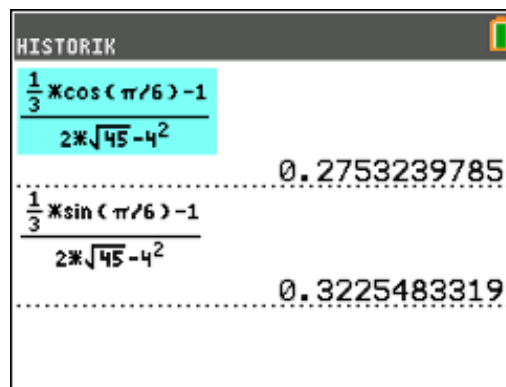 HISTORIK
1/3*cos(π/6)-1
2*√45-4²
0.2753239785
1/3*sin(π/6)-1
2*√45-4²
0.3225483319